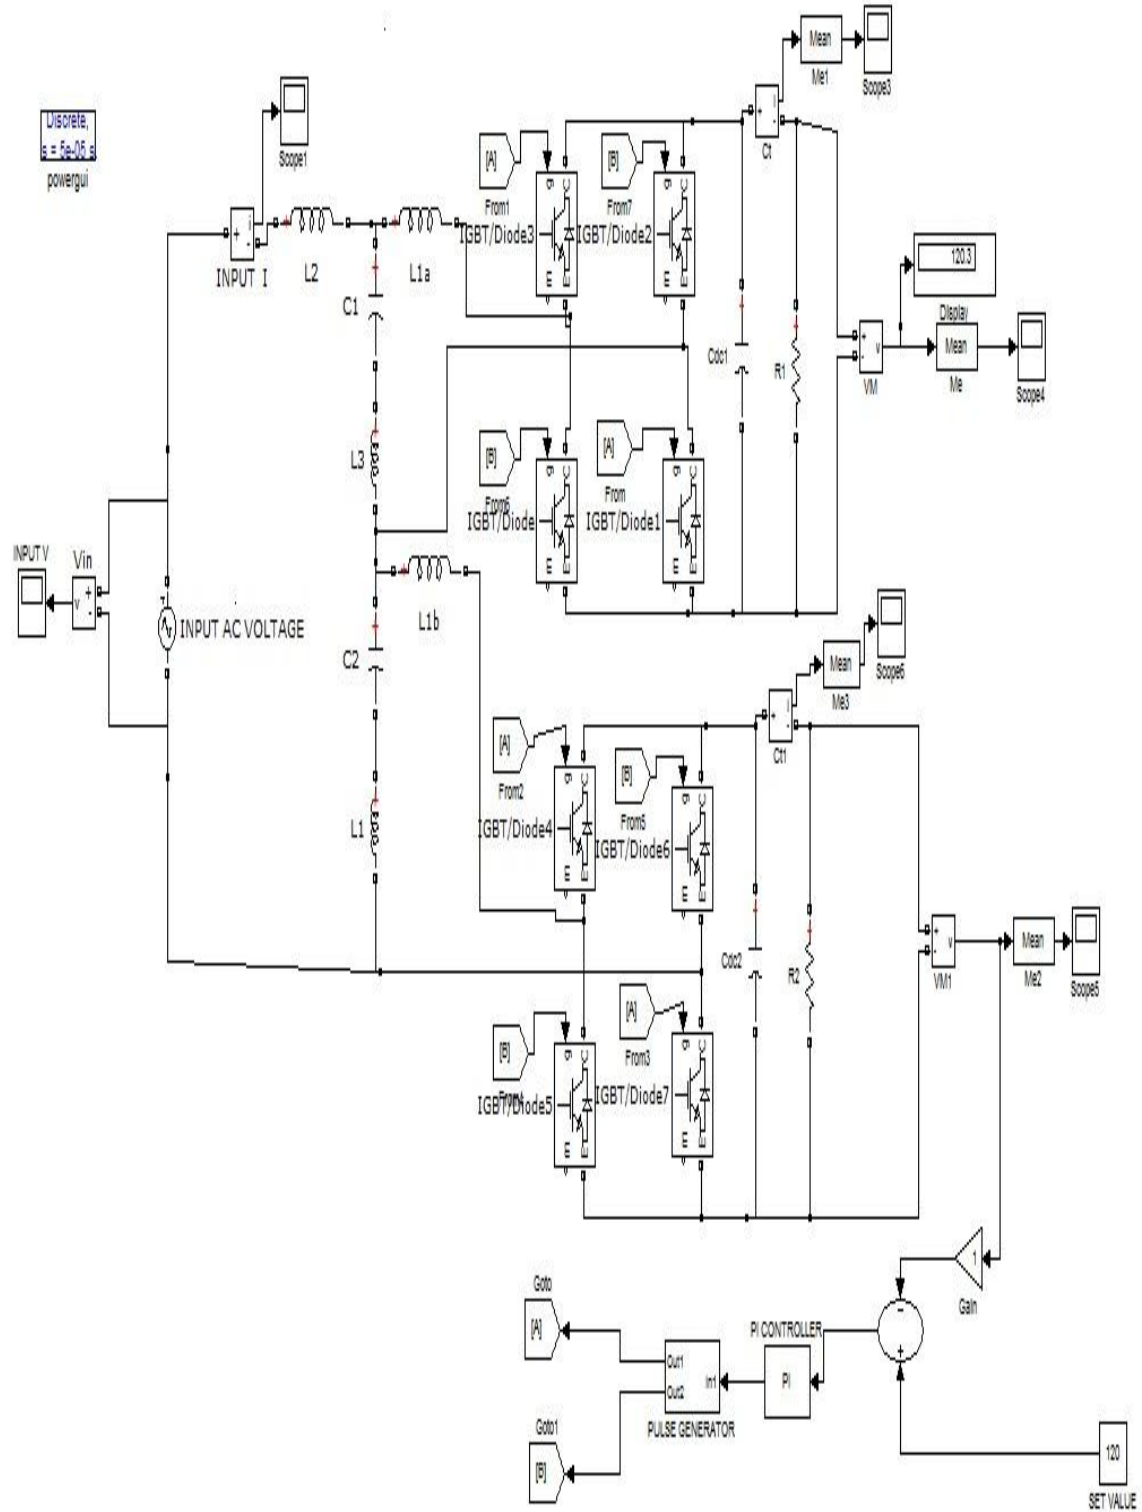 Discrete,
s = 5e-05 s
powergui
Scope1
i
+
-
INPUT I
L2
L1a
C1
L3
L1b
C2
L1
INPUT V
Vin
v
+
-
INPUT AC VOLTAGE
[A]
From1
IGBT/Diode3
g
C
m
E
[B]
From7
IGBT/Diode2
g
C
m
E
[B]
From6
IGBT/Diode
g
C
m
E
[A]
From
IGBT/Diode1
g
C
m
E
Cdc1
R1
+
i
-
Ct
Mean
Me1
Scope3
120.3
Display
+
-
v
VM
Mean
Me
Scope4
[A]
From2
IGBT/Diode4
g
C
m
E
[B]
From5
IGBT/Diode6
g
C
m
E
[B]
IGBT/Diode5
g
C
m
E
[A]
From3
IGBT/Diode7
g
C
m
E
Cdc2
R2
+
i
-
Ct1
Mean
Me3
Scope6
+
-
v
VM1
Mean
Me2
Scope5
1
Gain
-
+
PI CONTROLLER
PI
Out1
Out2
In1
PULSE GENERATOR
Goto
[A]
Goto1
[B]
120
SET VALUE